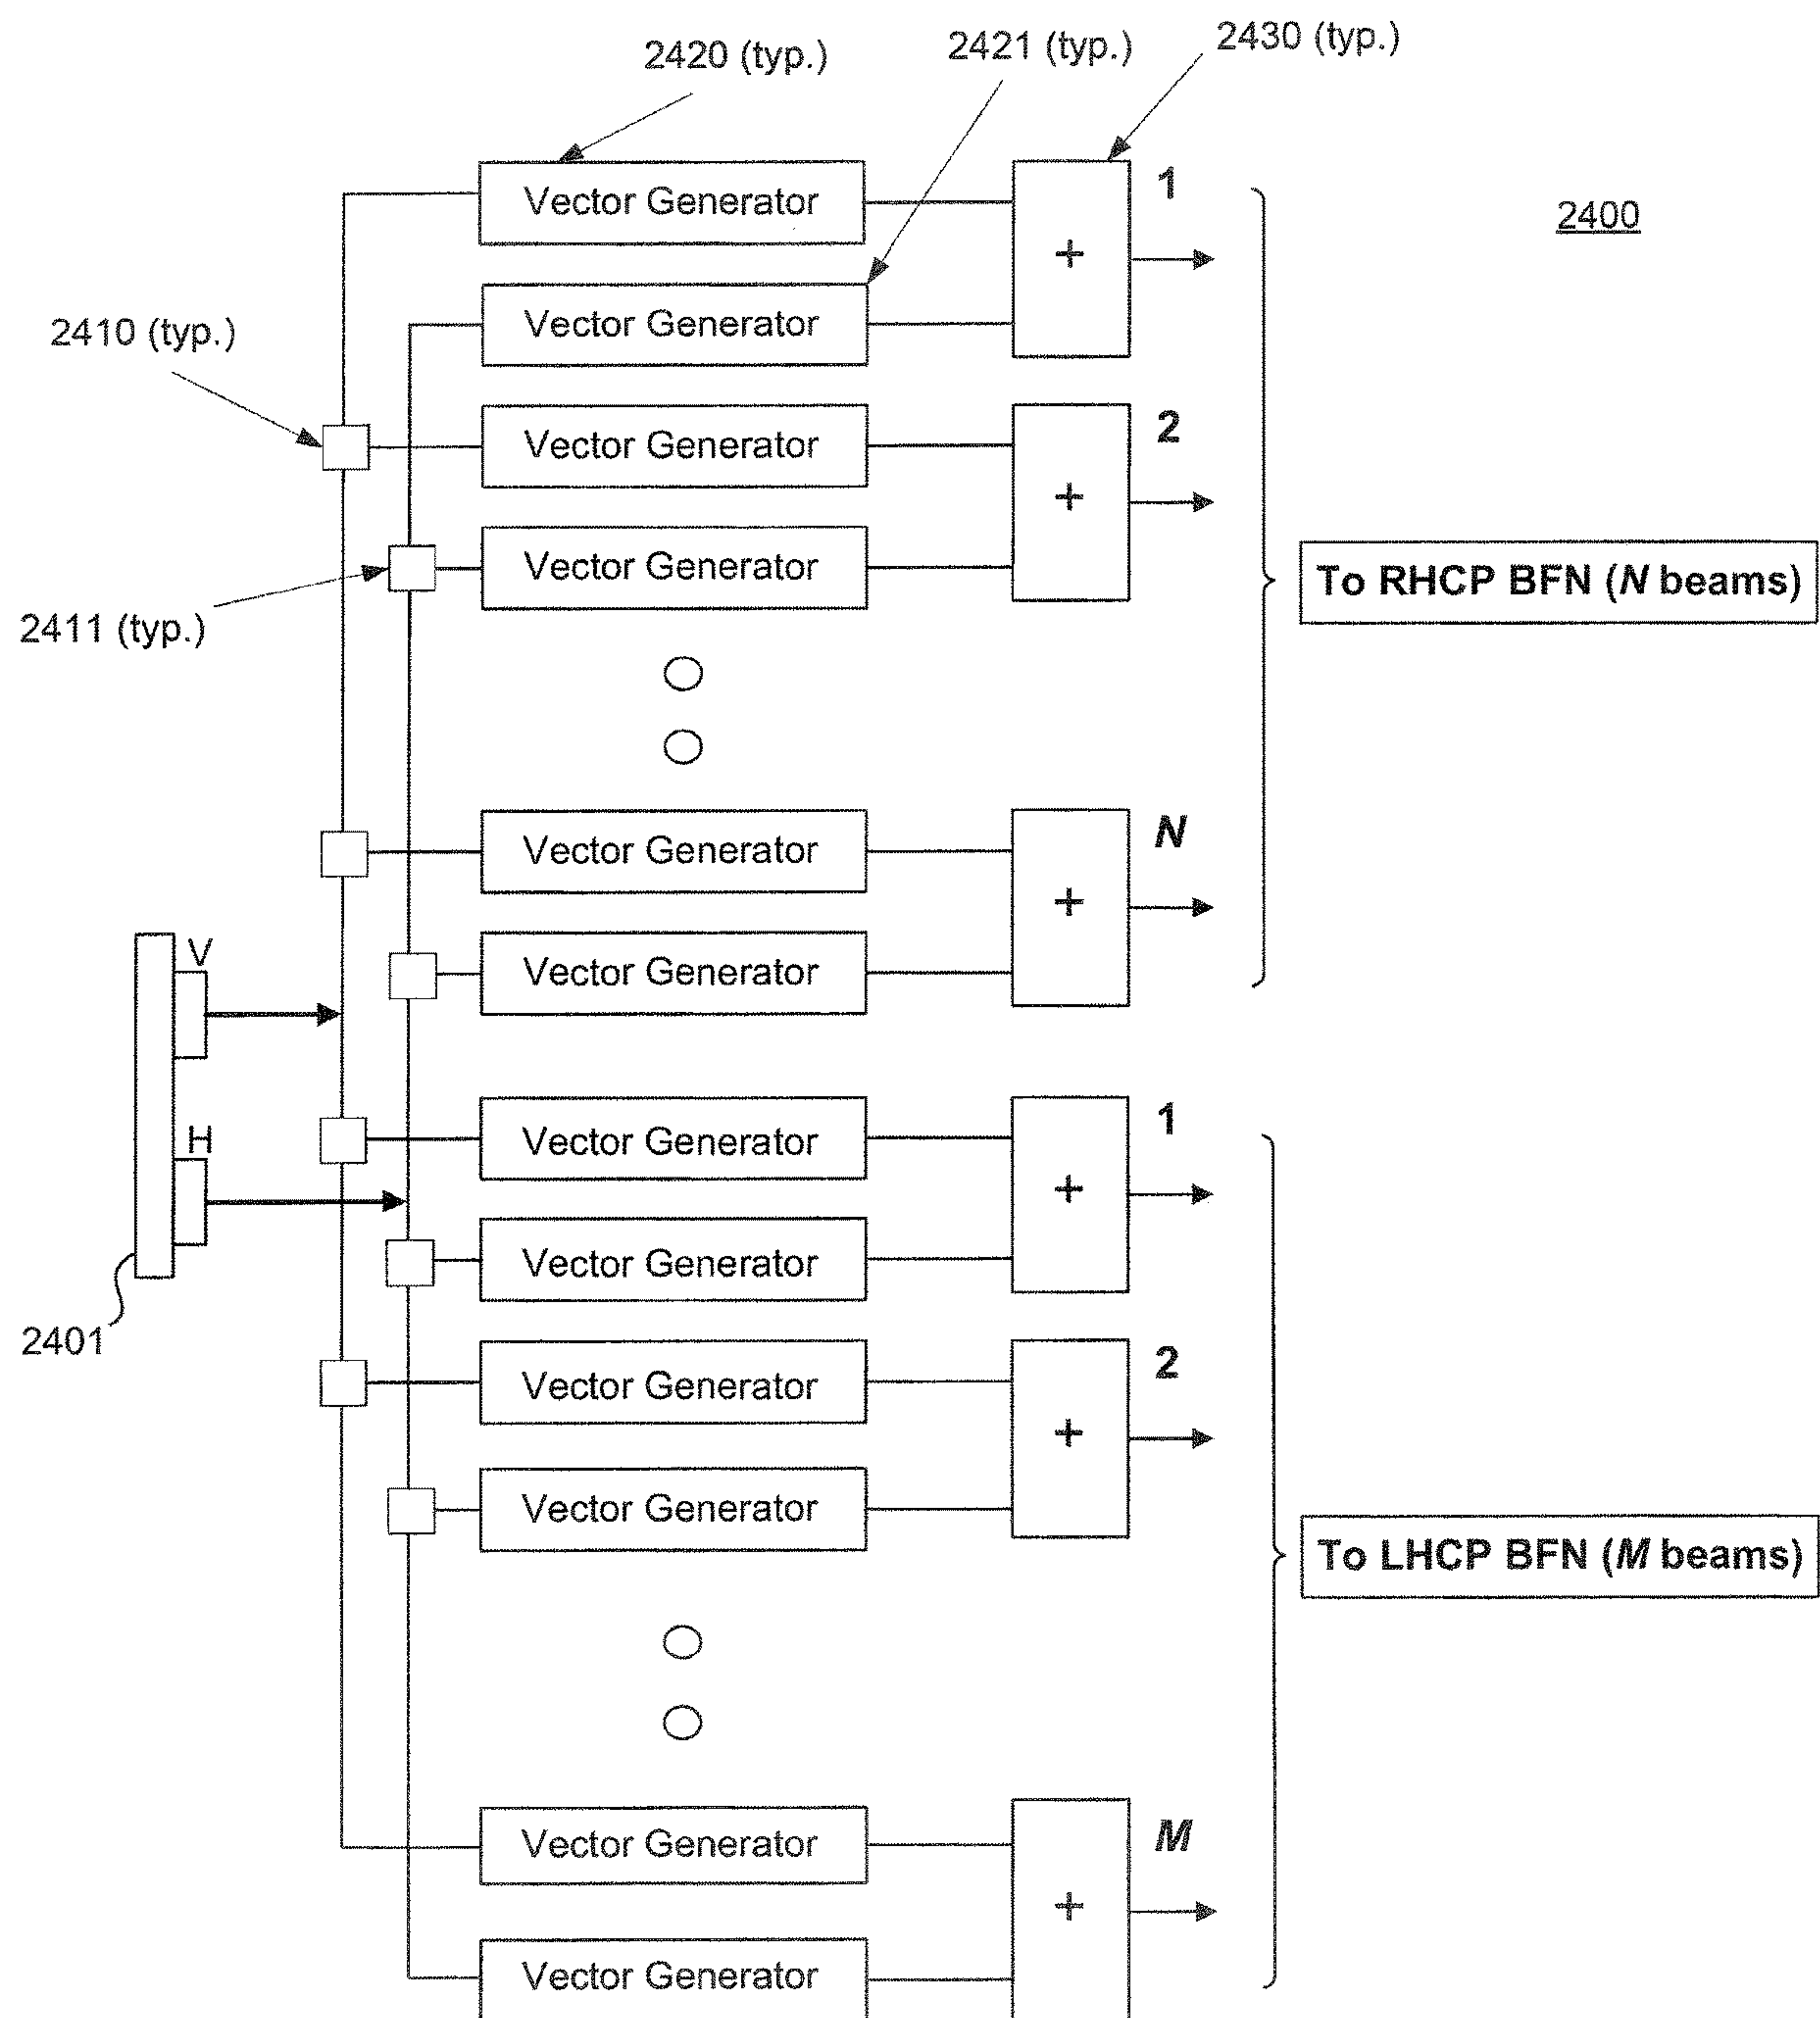 2420 (typ.)
2421 (typ.)
2430 (typ.)
2400
Vector Generator
1
+
Vector Generator
2410 (typ.)
Vector Generator
2
+
Vector Generator
2411 (typ.)
To RHCP BFN (N beams)
Vector Generator
N
+
Vector Generator
V
H
2401
Vector Generator
1
+
Vector Generator
Vector Generator
2
+
Vector Generator
To LHCP BFN (M beams)
Vector Generator
M
+
Vector Generator